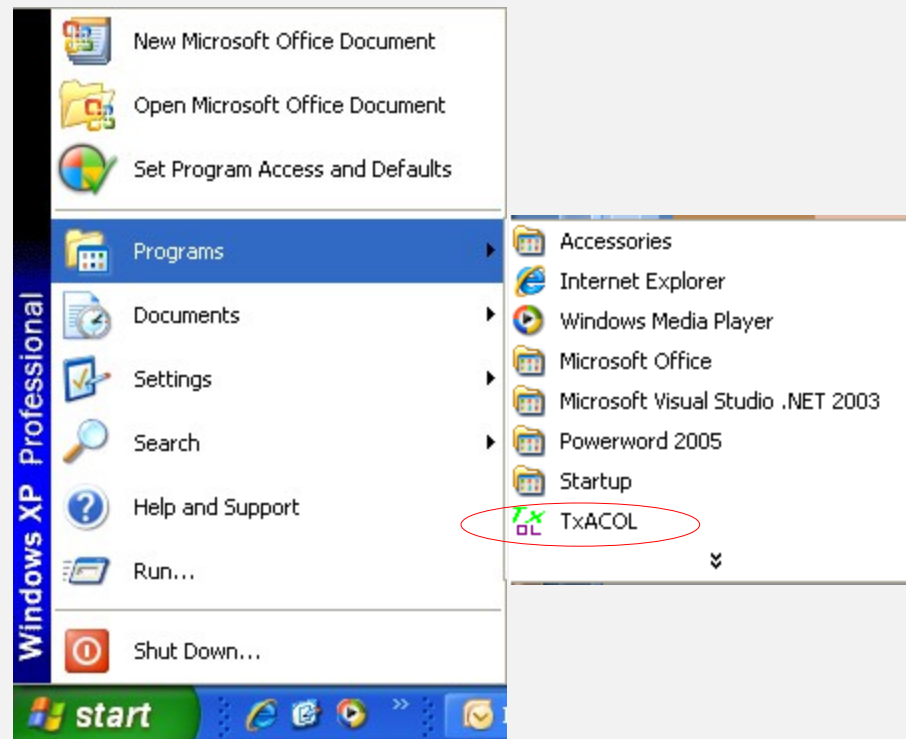 New Microsoft Office Document
Open Microsoft Office Document
Set Program Access and Defaults
Programs
Documents
Settings
Search
Help and Support
Run...
Shut Down...
Windows XP Professional
Accessories
Internet Explorer
Windows Media Player
Microsoft Office
Microsoft Visual Studio .NET 2003
Powerword 2005
Startup
TxACOL
start